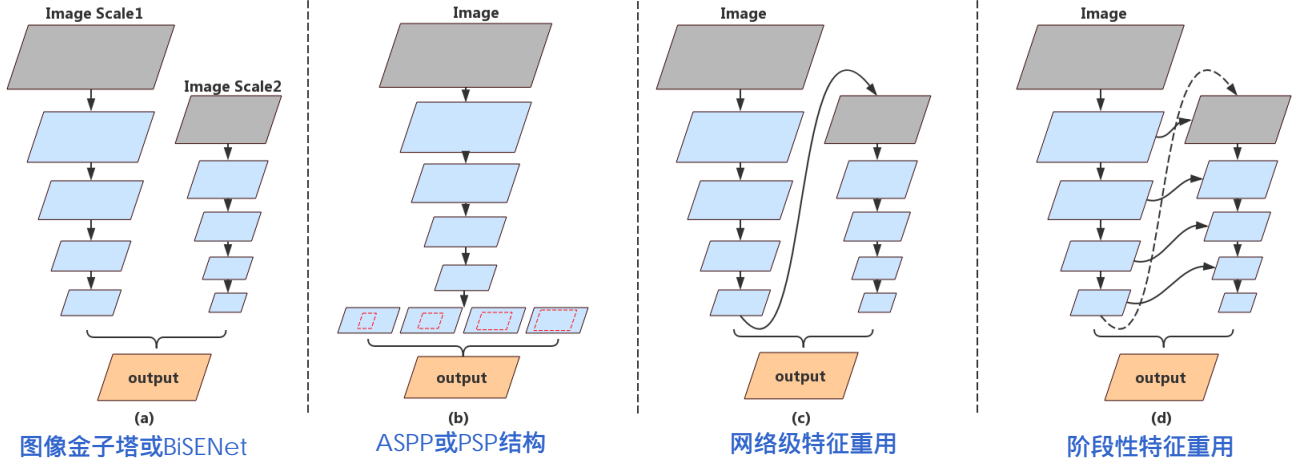 Image Scale1
Image Scale2
output
(a)
图像金子塔或BiSENet
Image
output
(b)
ASPP或PSP结构
Image
output
(c)
网络级特征重用
Image
output
(d)
阶段性特征重用